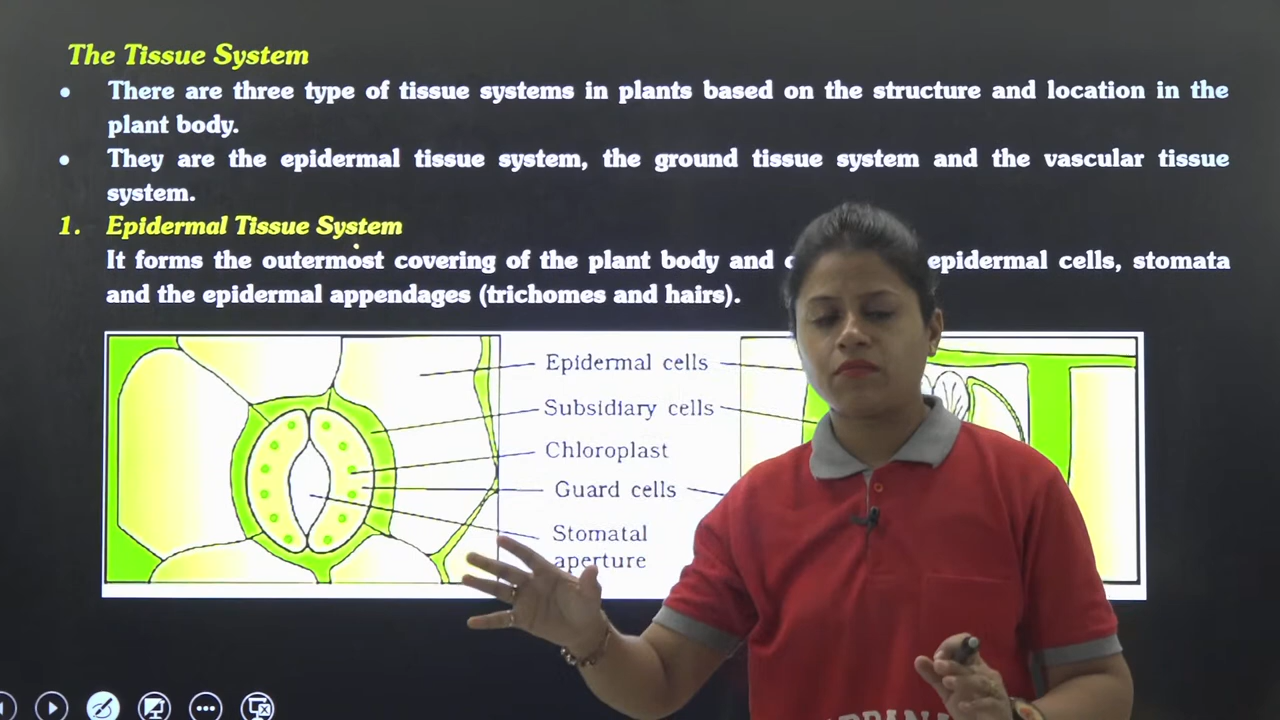 The Tissue System
• There are three type of tissue systems in plants based on the structure and location in the
plant body.
• They are the epidermal tissue system, the ground tissue system and the vascular tissue
system.
1. Epidermal Tissue System
It forms the outermost covering of the plant body and epidermal cells, stomata
and the epidermal appendages (trichomes and hairs).
Epidermal cells
Subsidiary cells
Chloroplast
Guard cells
Stomatal
aperture